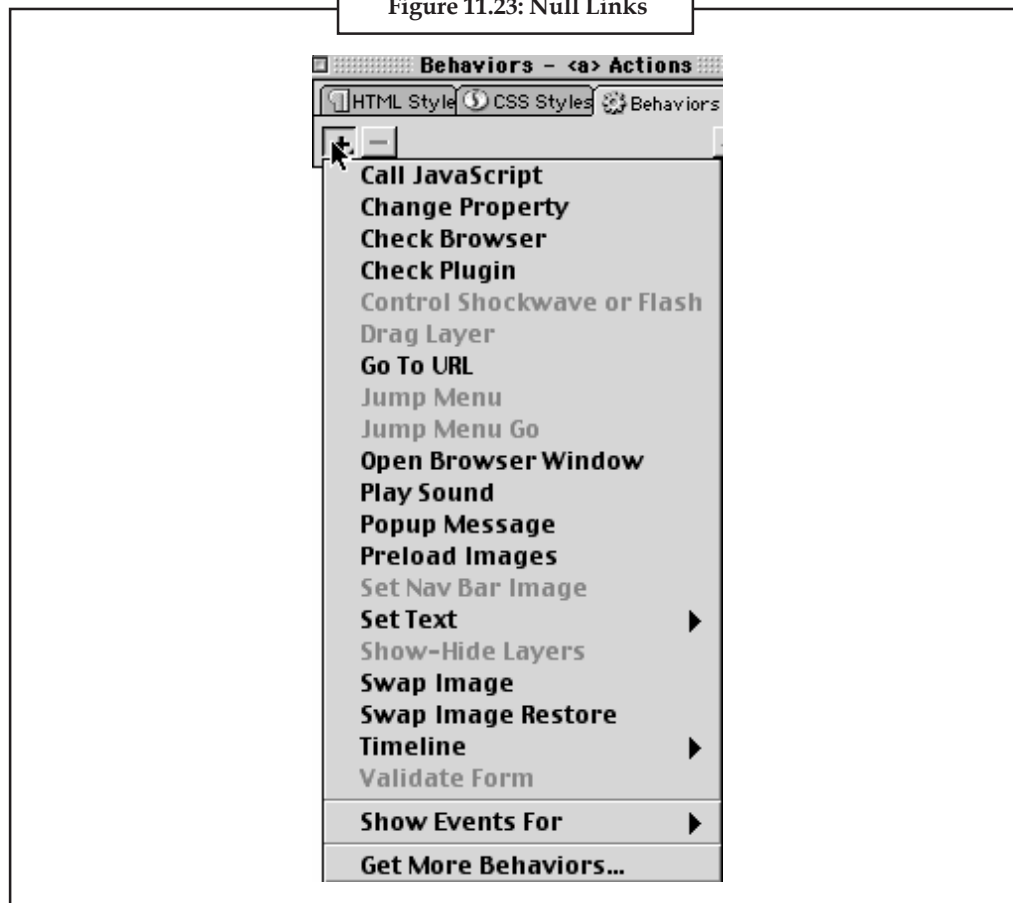 Figure 11.23: Null Links
Behaviors - <a> Actions
HTML Style CSS Styles Behaviors
+ -
Call JavaScript
Change Property
Check Browser
Check Plugin
Control Shockwave or Flash
Drag Layer
Go To URL
Jump Menu
Jump Menu Go
Open Browser Window
Play Sound
Popup Message
Preload Images
Set Nav Bar Image
Set Text
Show-Hide Layers
Swap Image
Swap Image Restore
Timeline
Validate Form
Show Events For
Get More Behaviors...